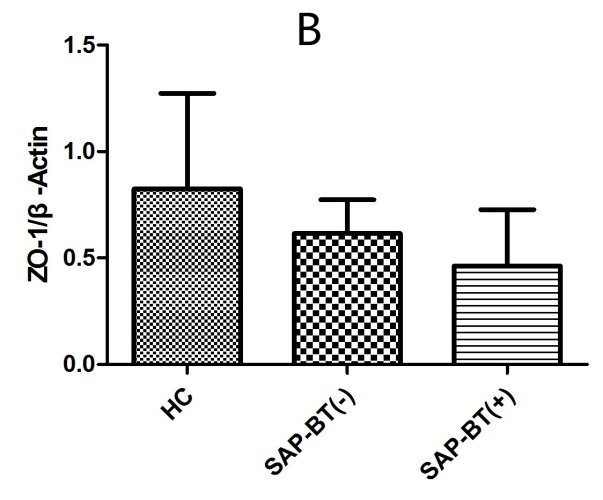 B
ZO-1/β -Actin
1.5
1.0
0.5
0.0
HC
SAP-BT(-)
SAP-BT(+)